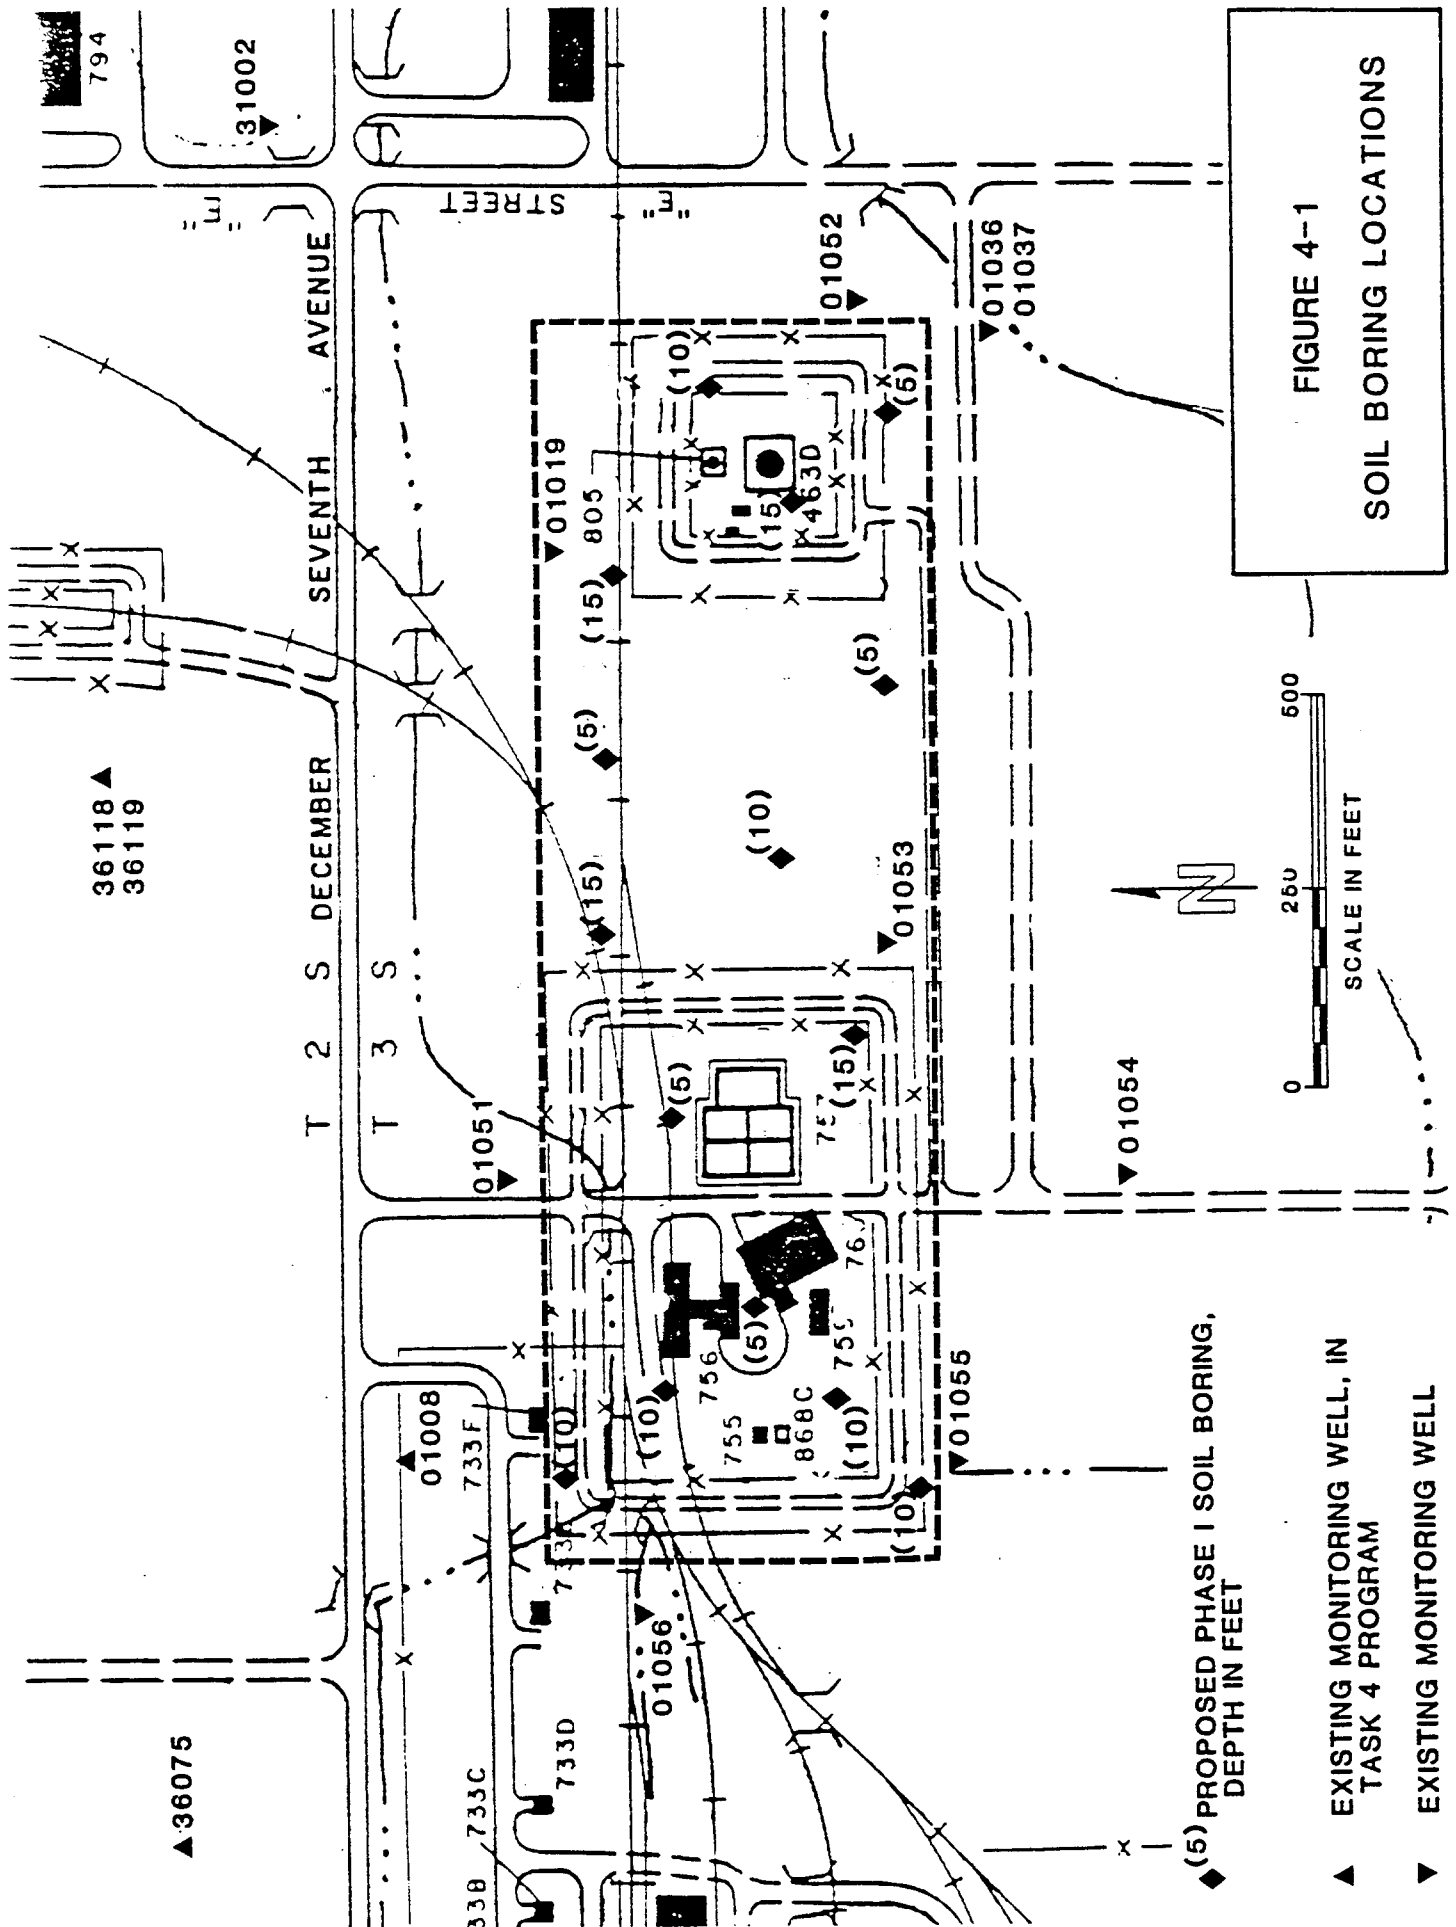 794
31002
"E"
STREET
"E"
SEVENTH AVENUE
DECEMBER
T 2 S
T 3 S
36118
36119
36075
01008
733F
01051
733D
733C
01056
01019
805
01052
01036
01037
463D
01053
01054
01055
756
755
868C
(10)
(5)
(15)
(15)
(5)
(5)
(10)
(15)
(5)
(15)
(5)
(10)
(10)
(10)
(10)
N
0 250 500
SCALE IN FEET
(5) PROPOSED PHASE I SOIL BORING,
DEPTH IN FEET
EXISTING MONITORING WELL, IN
TASK 4 PROGRAM
EXISTING MONITORING WELL
FIGURE 4-1
SOIL BORING LOCATIONS